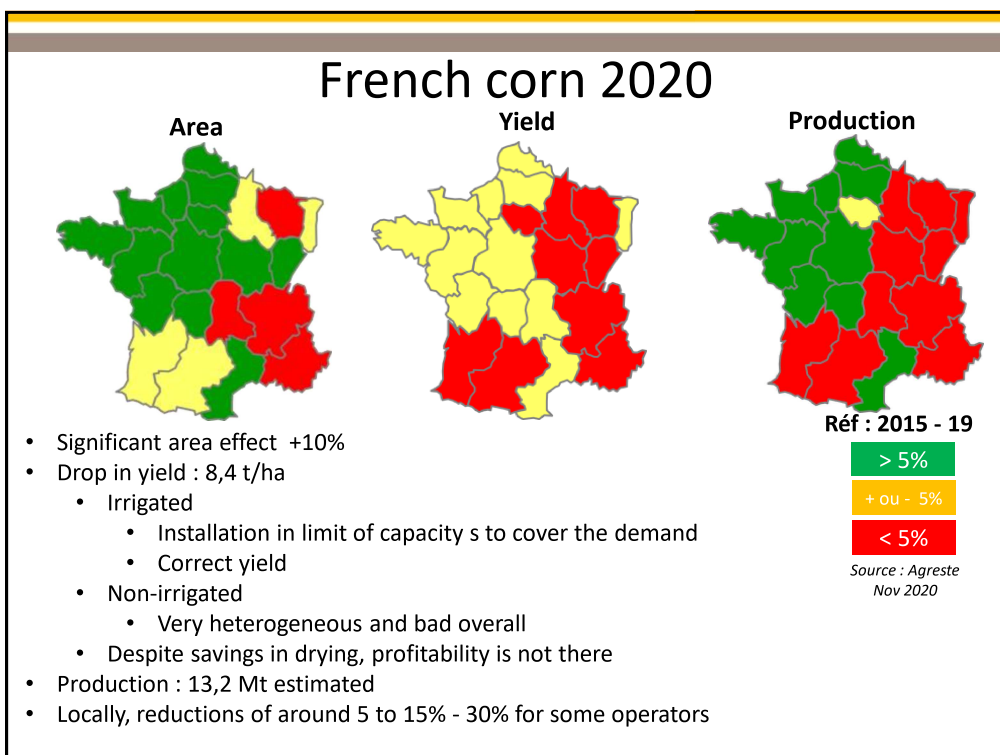 French corn 2020
Area
Yield
Production
• Significant area effect +10%
• Drop in yield : 8,4 t/ha
• Irrigated
• Installation in limit of capacity s to cover the demand
• Correct yield
• Non-irrigated
• Very heterogeneous and bad overall
• Despite savings in drying, profitability is not there
• Production : 13,2 Mt estimated
• Locally, reductions of around 5 to 15% - 30% for some operators
Réf : 2015 - 19
> 5%
+ ou - 5%
< 5%
Source : Agreste
Nov 2020